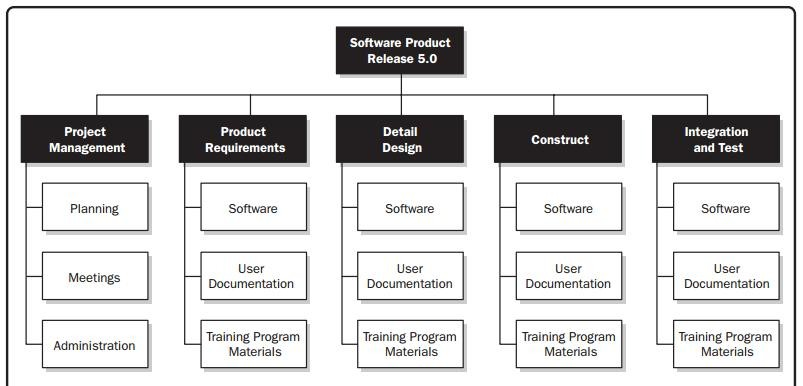 Software Product
Release 5.0
Project
Management
Product
Requirements
Detail
Design
Construct
Integration
and Test
Planning
Software
Software
Software
Software
Meetings
User
Documentation
User
Documentation
User
Documentation
User
Documentation
Administration
Training Program
Materials
Training Program
Materials
Training Program
Materials
Training Program
Materials